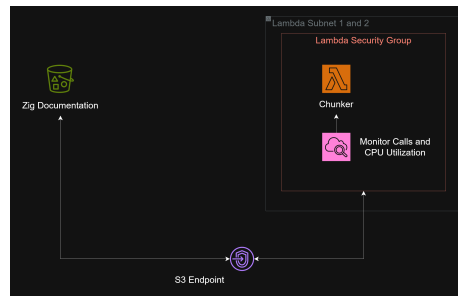 Lambda Subnet 1 and 2
Lambda Security Group
Zig Documentation
Chunker
Monitor Calls and
CPU Utilization
S3 Endpoint